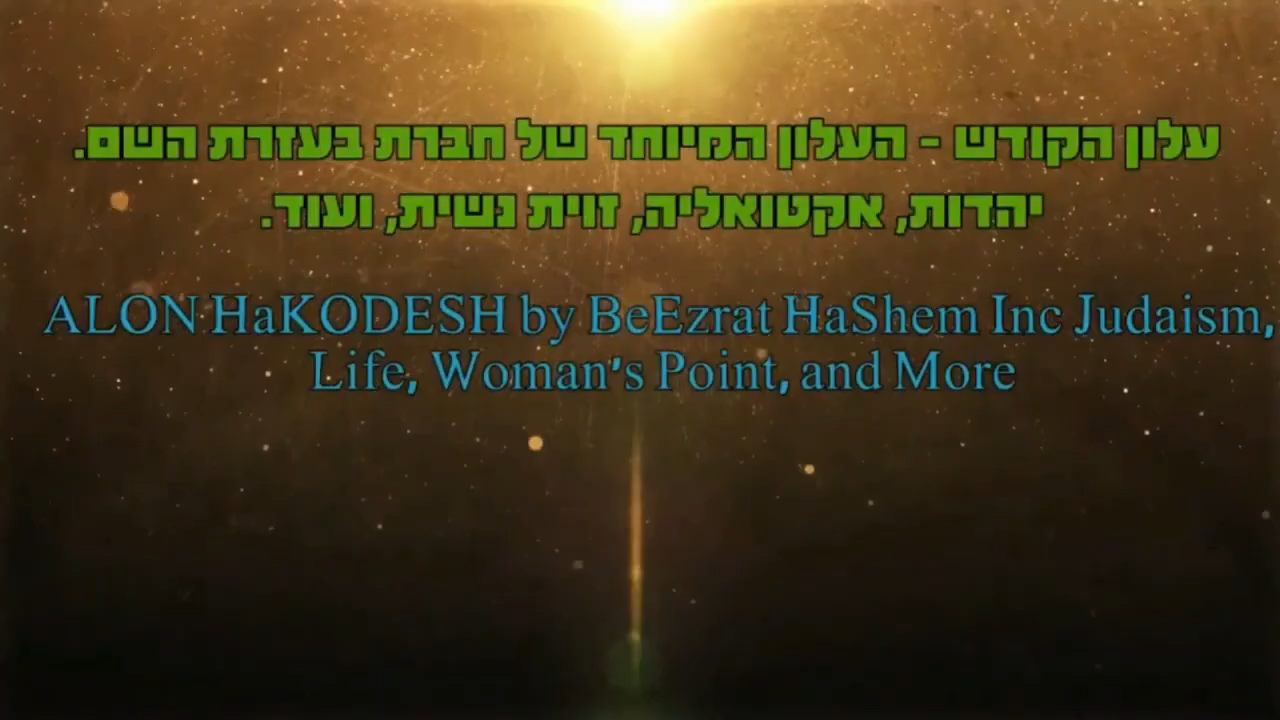 עלון הקודש - העלון המיוחד של חברת בעזרת השם.
יהדות, אקטואליה, זוית נשית, ועוד.
ALON HaKODESH by BeEzrat HaShem Inc Judaism,
Life, Woman's Point, and More